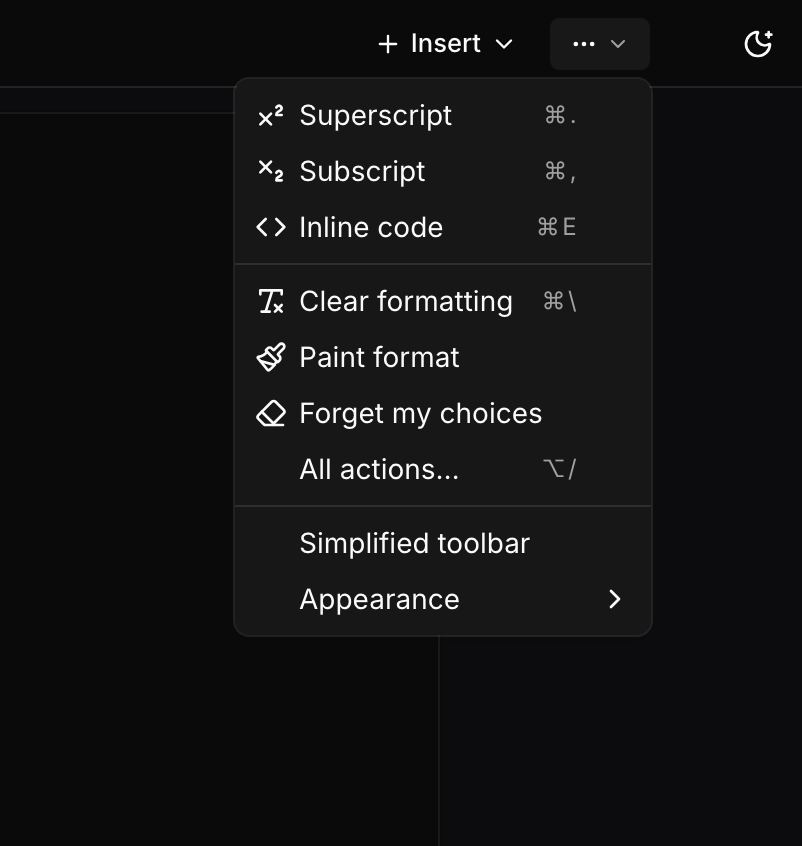 + Insert ...
Superscript ⌘ .
Subscript ⌘ ,
Inline code ⌘ E
Clear formatting ⌘ \
Paint format
Forget my choices
All actions... ⌥ /
Simplified toolbar
Appearance